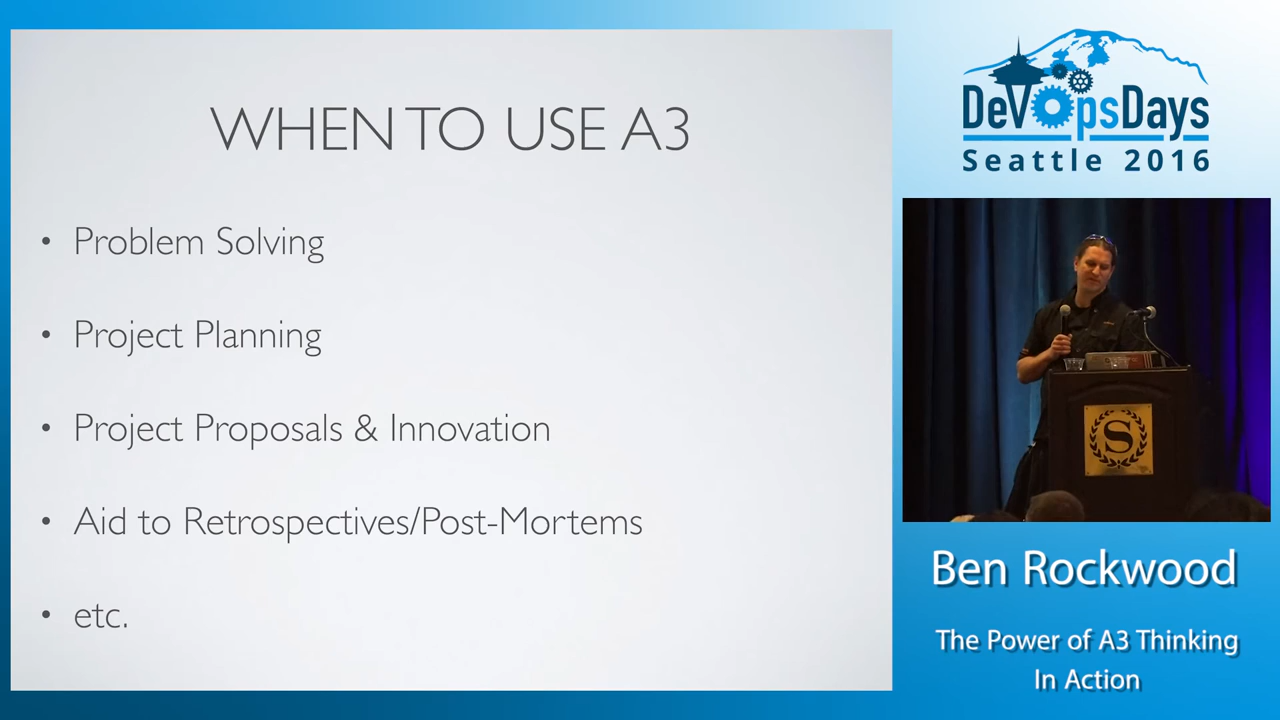 WHEN TO USE A3
• Problem Solving
• Project Planning
• Project Proposals & Innovation
• Aid to Retrospectives/Post-Mortems
• etc.
DevOpsDays
Seattle 2016
S
Ben Rockwood
The Power of A3 Thinking
In Action